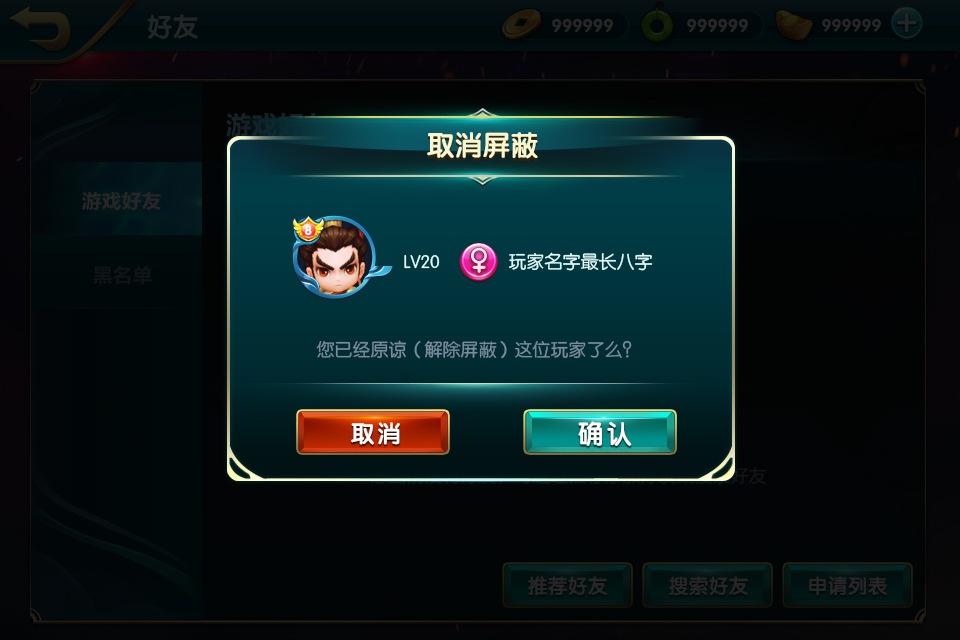 好友
999999
999999
999999
游戏好
取消屏蔽
游戏好友
黑名单
8
LV20
玩家名字最长八字
您已经原谅（解除屏蔽）这位玩家了么？
取消
确认
好友
推荐好友
搜索好友
申请列表